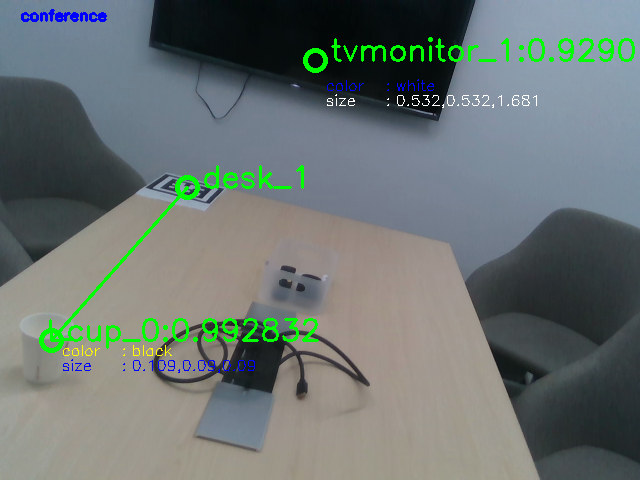 conference
tvmonitor_1:0.9290
color : white
size : 0.532,0.532,1.681
desk_1
cup_0:0.992832
color : black
size : 0.109,0.09,0.09